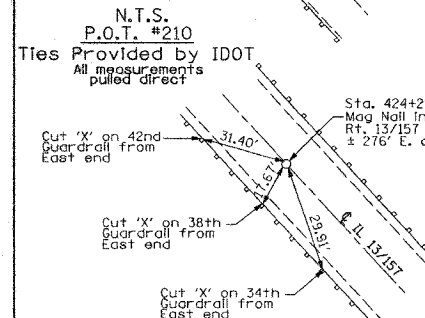 N.T.S.
P.O.T. #210
Ties Provided by IDOT
All measurements
pulled direct
Sta. 424+2
Mag Nail in
Rt. 13/157
± 276' E. o
Cut 'X' on 42nd
Guardrail from
East end
31.40'
17.67'
29.91'
℄ IL 13/157
Cut 'X' on 38th
Guardrail from
East end
Cut 'X' on 34th
Guardrail from
East end